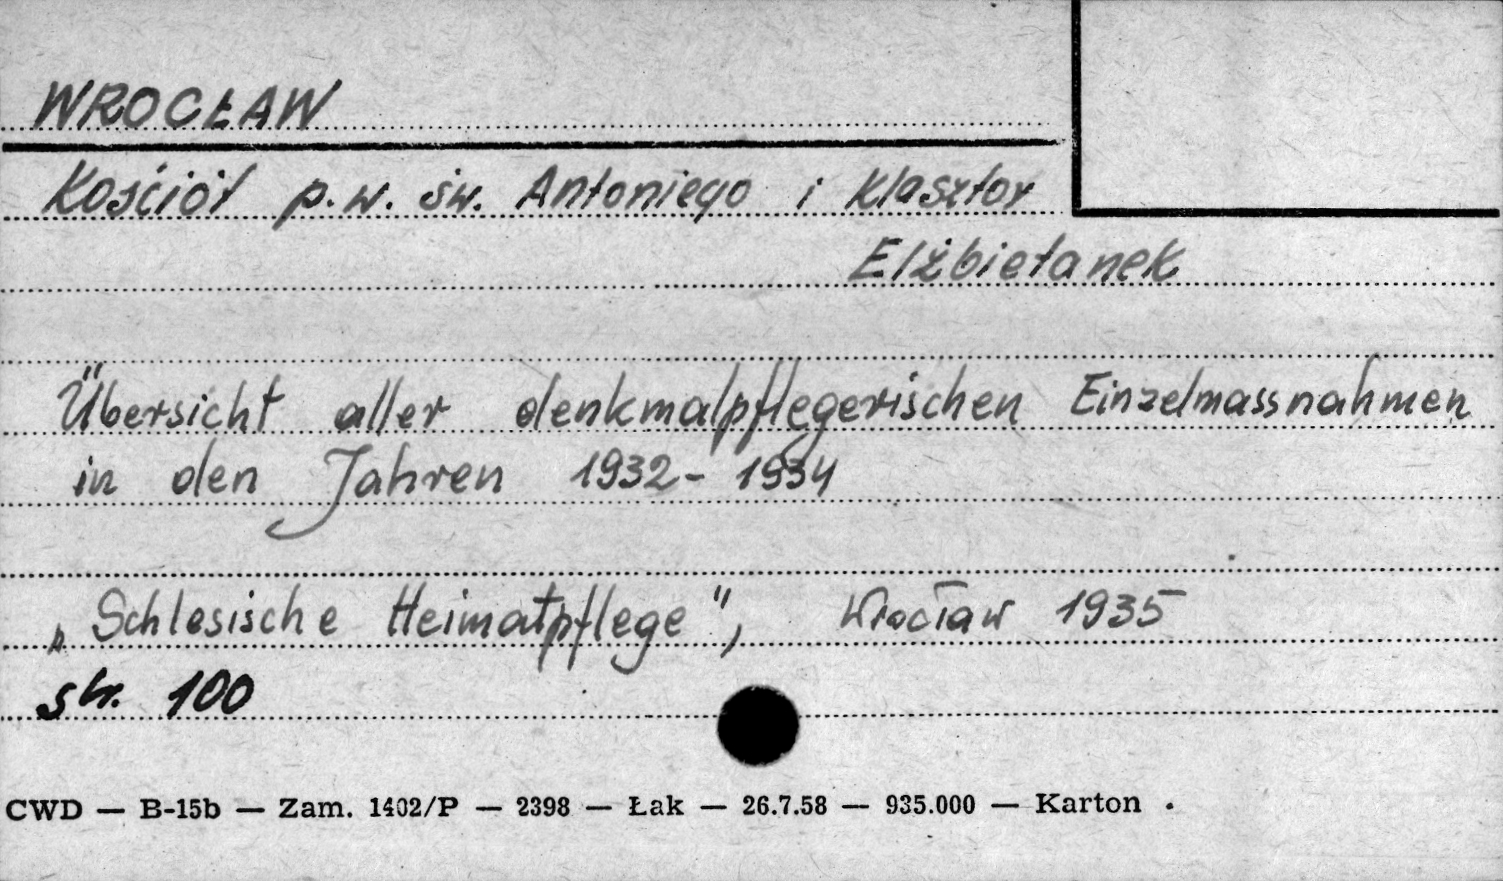 WROCŁAW
Kościół p.w. św. Antoniego i Klasztor
Elżbietanek
Übersicht aller denkmalpflegerischen Einzelmassnahmen
in den Jahren 1932-1934
„Schlesische Heimatpflege", Wrocław 1935
str. 100
CWD — B-15b — Zam. 1402/P — 2398 — Łak — 26.7.58 — 935.000 — Karton .